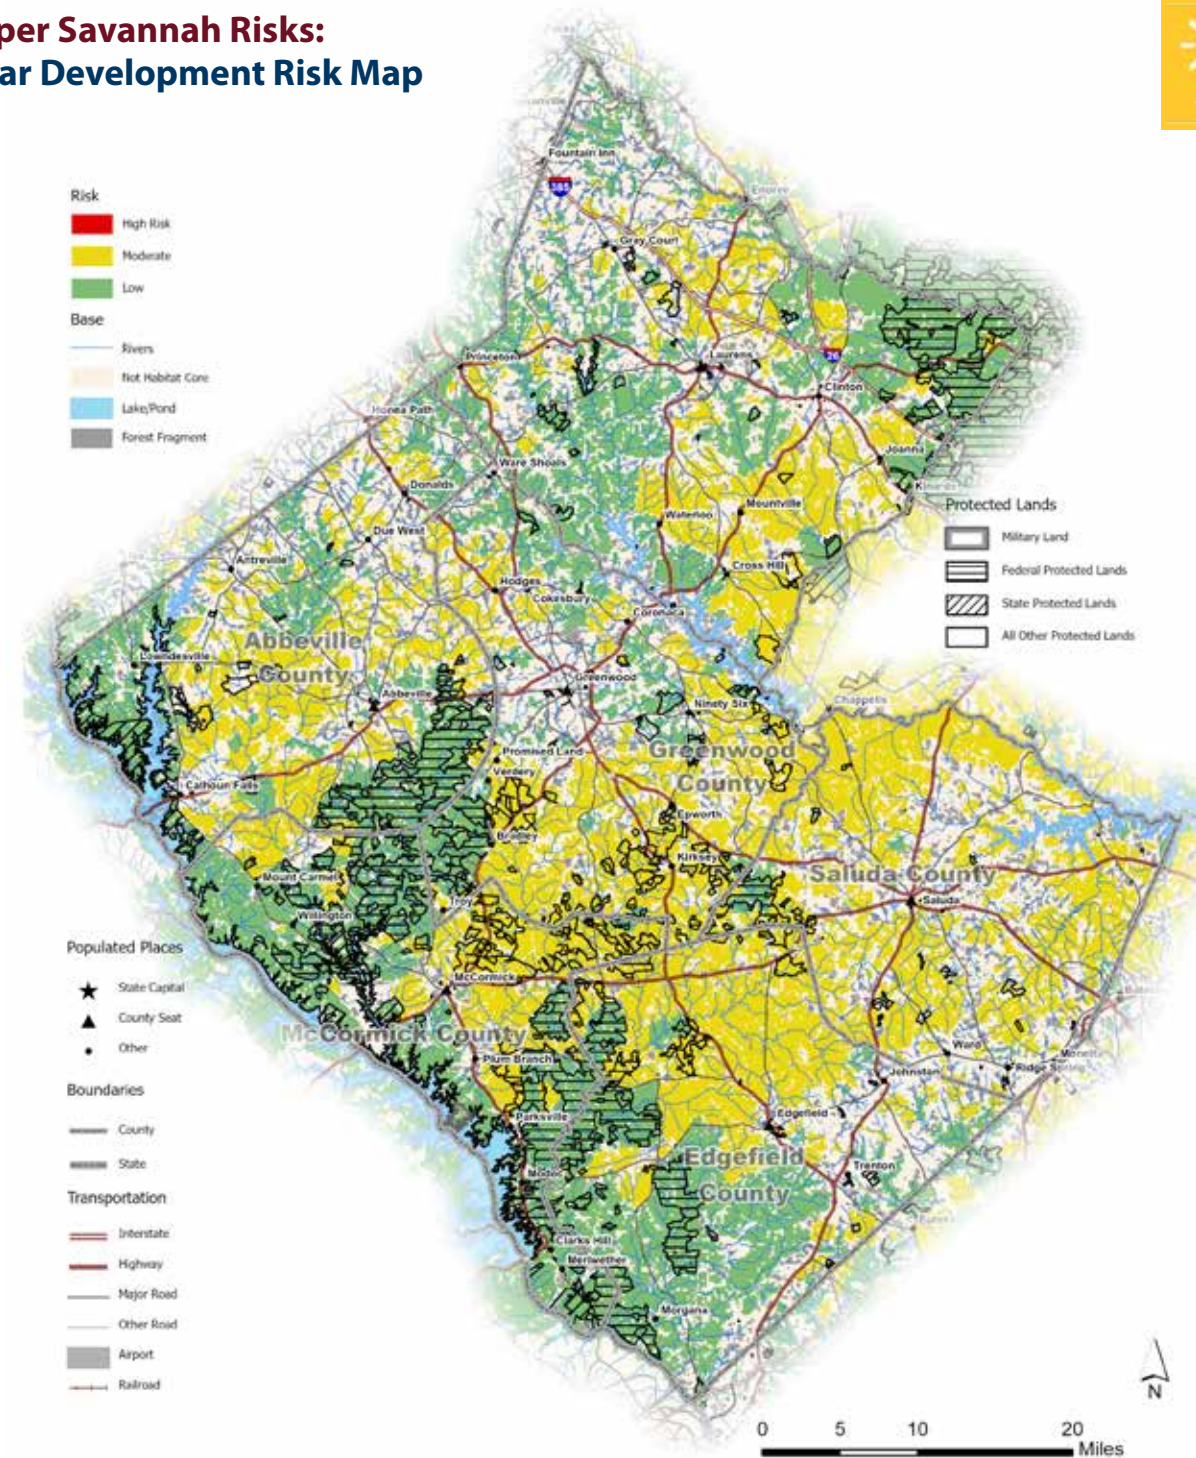 per Savannah Risks:
ar Development Risk Map
Risk
High Risk
Moderate
Low
Base
Rivers
Not Habitat Core
Lake/Pond
Forest Fragment
Protected Lands
Military Land
Federal Protected Lands
State Protected Lands
All Other Protected Lands
Populated Places
State Capital
County Seat
Other
Boundaries
County
State
Transportation
Interstate
Highway
Major Road
Other Road
Airport
Railroad
Fountain Inn
385
Enoree
Gray Court
Princeton
Laurens
26
Clinton
Honea Path
Joanna
Ware Shoals
Kinards
Donalds
Waterloo
Mountville
Due West
Antreville
Cross Hill
Hodges
Cokesbury
Coronaca
Abbeville
County
Lowndesville
Greenwood
Abbeville
Ninety Six
Chappells
Promised Land
Greenwood
County
Verdery
Calhoun Falls
Epworth
Bradley
Kirksey
Saluda County
Mount Carmel
Troy
Saluda
Willington
McCormick
McCormick County
Plum Branch
Ward
Monetta
Ridge Spring
Johnston
Parksville
Edgefield
Edgefield
County
Modoc
Trenton
Clarks Hill
Meriwether
Morgana
N
0 5 10 20
Miles